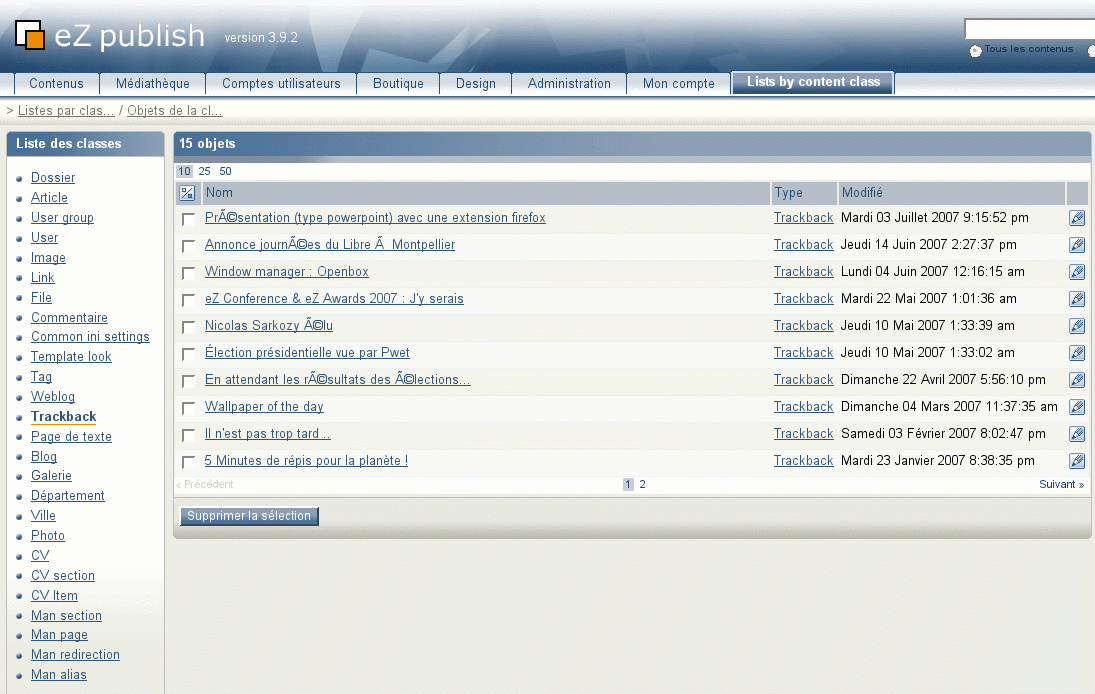 eZ publish version 3.9.2
Tous les contenus
Contenus Médiathèque Comptes utilisateurs Boutique Design Administration Mon compte Lists by content class
> Listes par clas... / Objets de la cl...
Liste des classes
Dossier
Article
User group
User
Image
Link
File
Commentaire
Common ini settings
Template look
Tag
Weblog
Trackback
Page de texte
Blog
Galerie
Département
Ville
Photo
CV
CV section
CV Item
Man section
Man page
Man redirection
Man alias
15 objets
10 25 50
Nom Type Modifié
PrÃ©sentation (type powerpoint) avec une extension firefox Trackback Mardi 03 Juillet 2007 9:15:52 pm
Annonce journÃ©es du Libre Ã  Montpellier Trackback Jeudi 14 Juin 2007 2:27:37 pm
Window manager : Openbox Trackback Lundi 04 Juin 2007 12:16:15 am
eZ Conference & eZ Awards 2007 : J'y serais Trackback Mardi 22 Mai 2007 1:01:36 am
Nicolas Sarkozy Ã©lu Trackback Jeudi 10 Mai 2007 1:33:39 am
Élection présidentielle vue par Pwet Trackback Jeudi 10 Mai 2007 1:33:02 am
En attendant les rÃ©sultats des Ã©lections... Trackback Dimanche 22 Avril 2007 5:56:10 pm
Wallpaper of the day Trackback Dimanche 04 Mars 2007 11:37:35 am
Il n'est pas trop tard .. Trackback Samedi 03 Février 2007 8:02:47 pm
5 Minutes de répis pour la planète ! Trackback Mardi 23 Janvier 2007 8:38:35 pm
« Précédent 1 2 Suivant »
Supprimer la sélection